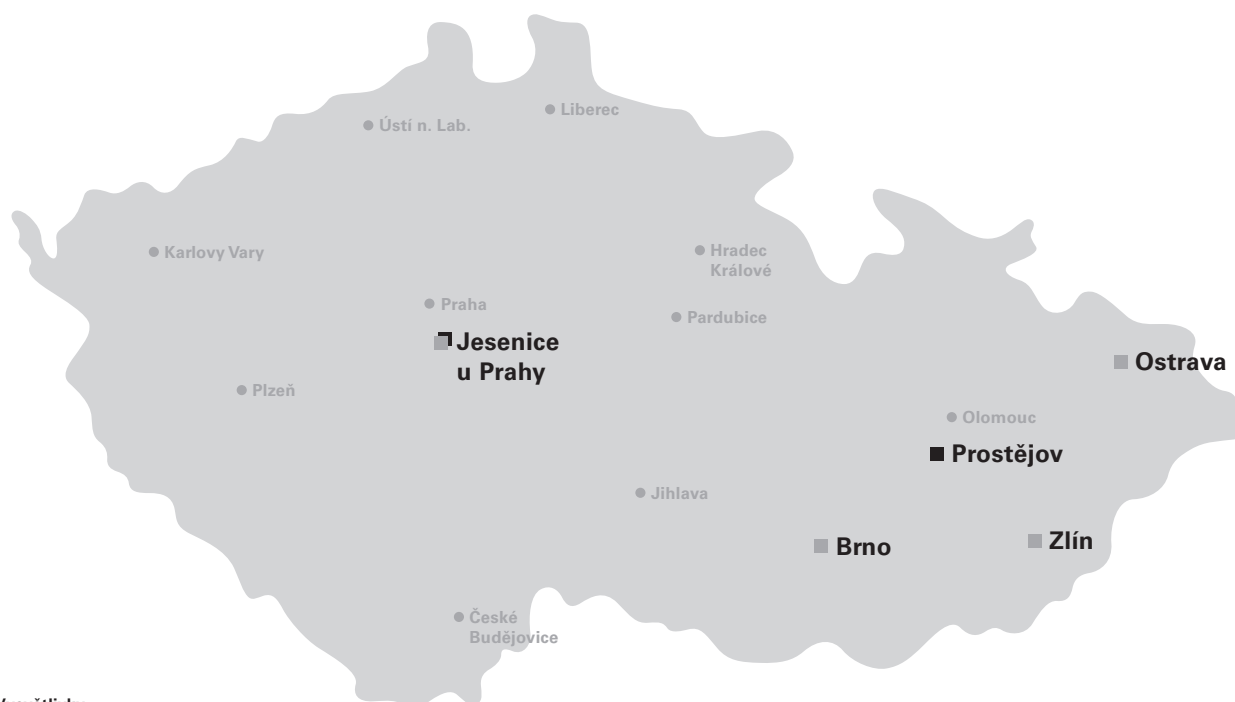 Liberec
Ústí n. Lab.
Karlovy Vary
Hradec
Králové
Praha
Pardubice
Jesenice
u Prahy
Ostrava
Plzeň
Olomouc
Prostějov
Jihlava
Brno
Zlín
České
Budějovice